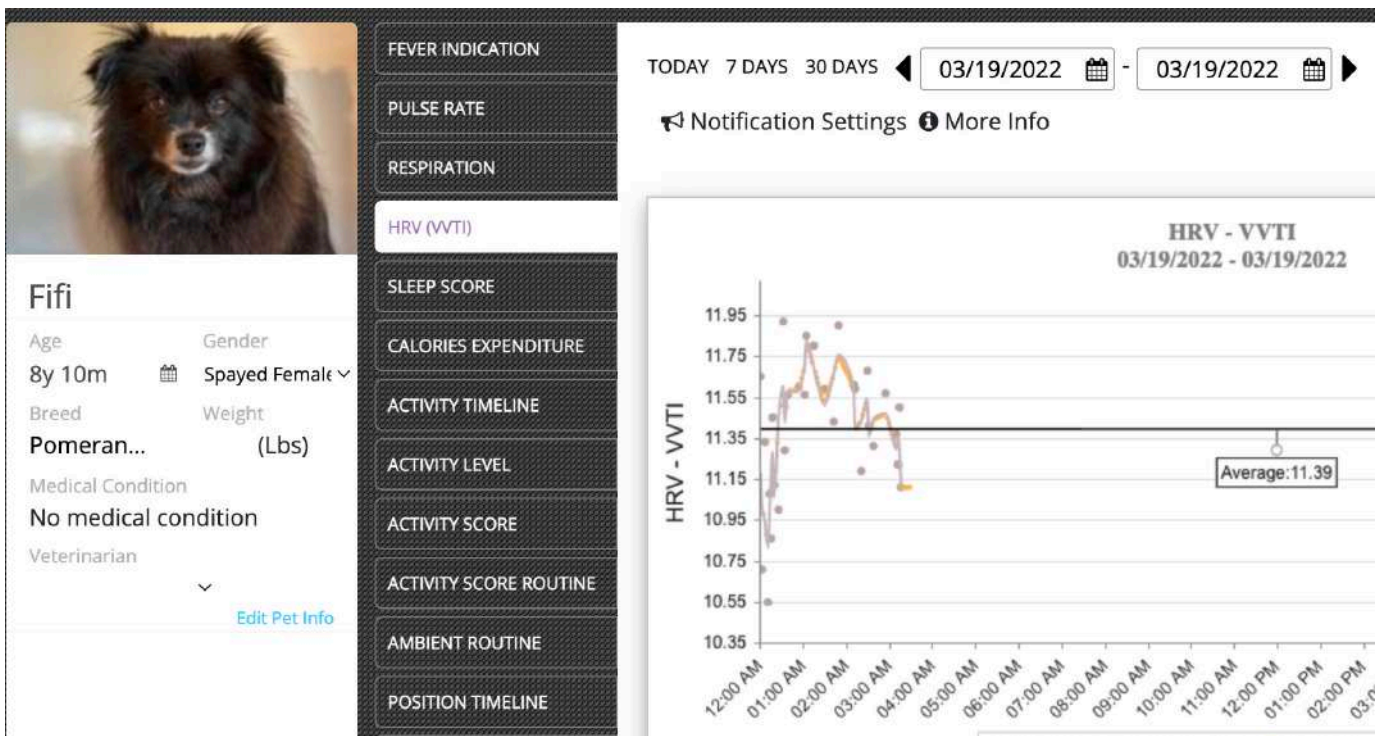 Fifi
Age Gender
8y 10m Spayed Female
Breed Weight
Pomeran... (Lbs)
Medical Condition
No medical condition
Veterinarian
Edit Pet Info
FEVER INDICATION
PULSE RATE
RESPIRATION
HRV (VVTI)
SLEEP SCORE
CALORIES EXPENDITURE
ACTIVITY TIMELINE
ACTIVITY LEVEL
ACTIVITY SCORE
ACTIVITY SCORE ROUTINE
AMBIENT ROUTINE
POSITION TIMELINE
TODAY 7 DAYS 30 DAYS 03/19/2022 - 03/19/2022
Notification Settings More Info
HRV - VVTI
03/19/2022 - 03/19/2022
HRV - VVTI
11.95
11.75
11.55
11.35
11.15
10.95
10.75
10.55
10.35
Average:11.39
12:00 AM 01:00 AM 02:00 AM 03:00 AM 04:00 AM 05:00 AM 06:00 AM 07:00 AM 08:00 AM 09:00 AM 10:00 AM 11:00 AM 12:00 PM 01:00 PM 02:00 PM